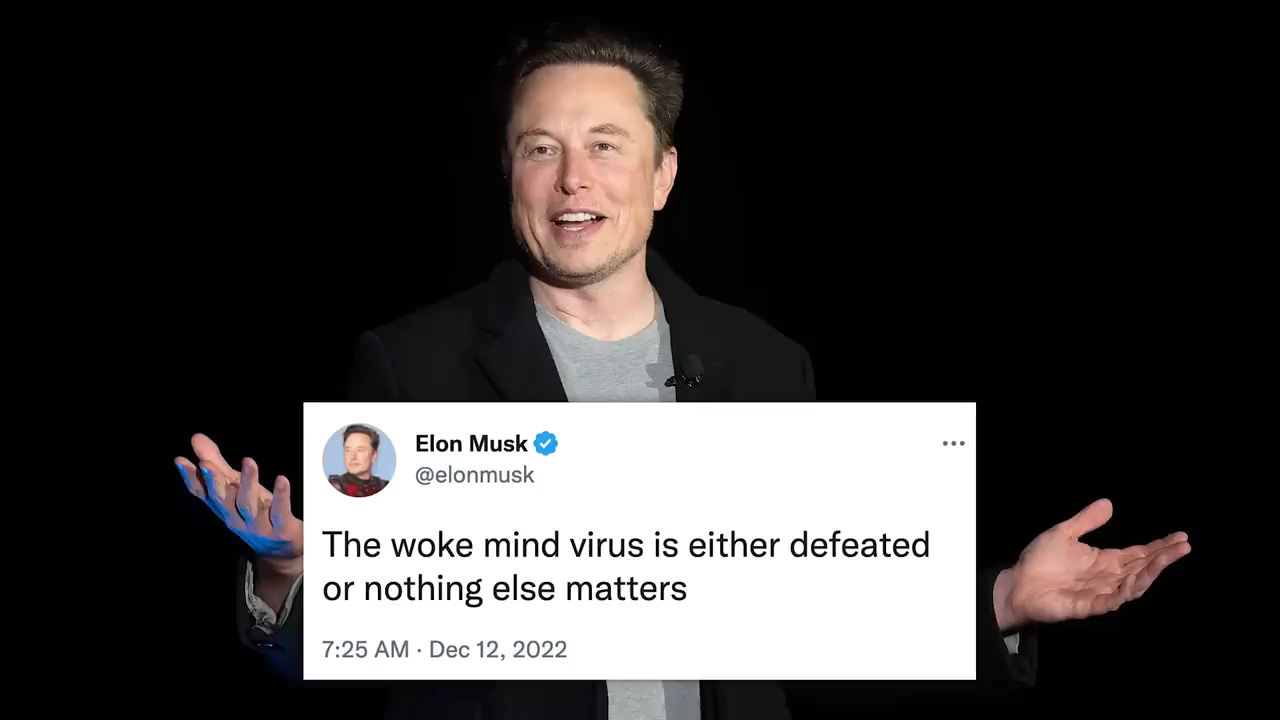 Elon Musk
@elonmusk
The woke mind virus is either defeated
or nothing else matters
7:25 AM · Dec 12, 2022